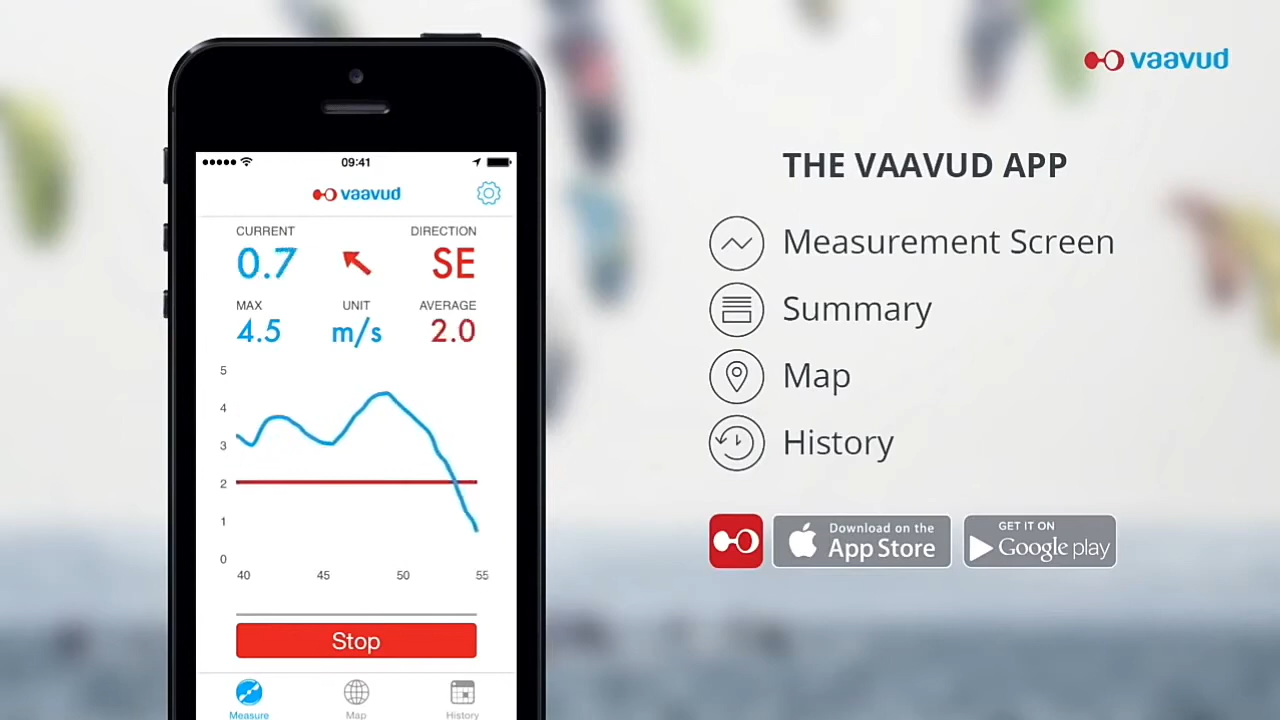 vaavud
09:41
vaavud
CURRENT
DIRECTION
0.7
SE
MAX
UNIT
AVERAGE
4.5
m/s
2.0
5
4
3
2
1
0
40 45 50 55
Stop
Measure
Map
History
THE VAAVUD APP
Measurement Screen
Summary
Map
History
Download on the
App Store
GET IT ON
Google play